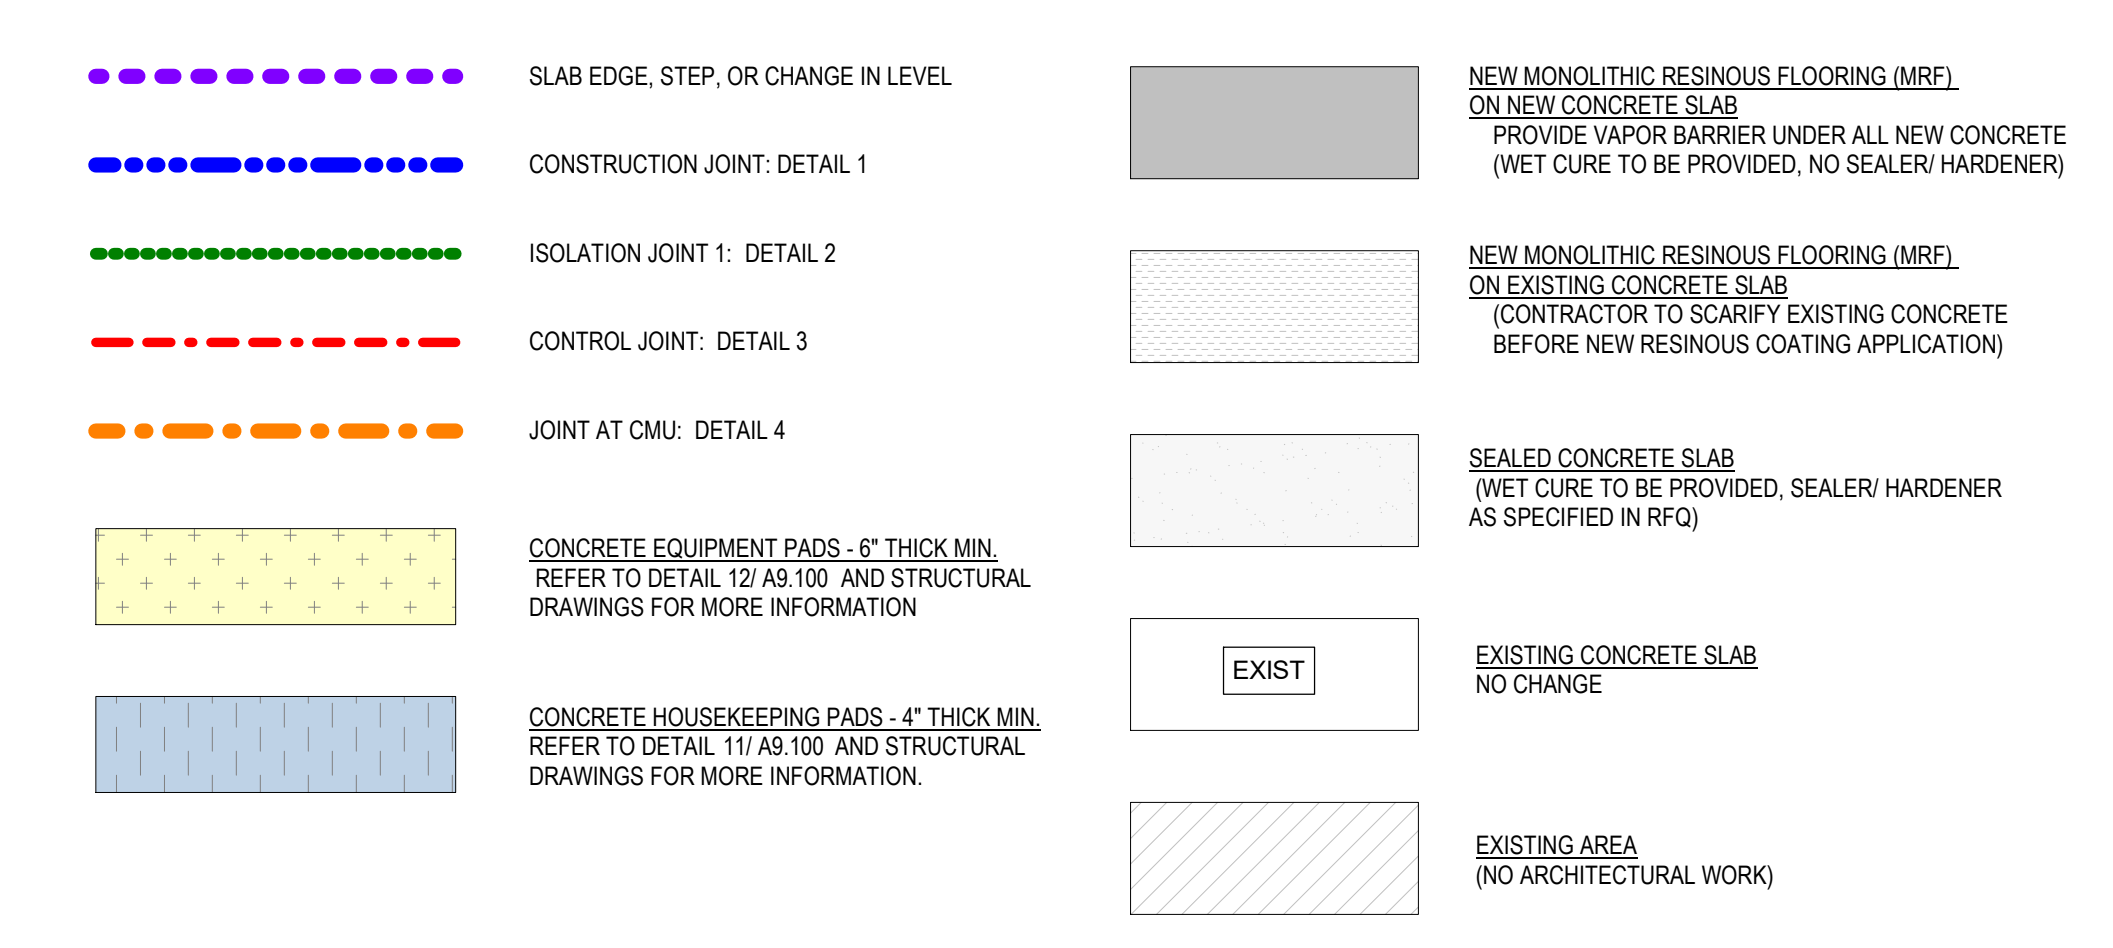 SLAB EDGE, STEP, OR CHANGE IN LEVEL
CONSTRUCTION JOINT: DETAIL 1
ISOLATION JOINT 1: DETAIL 2
CONTROL JOINT: DETAIL 3
JOINT AT CMU: DETAIL 4
CONCRETE EQUIPMENT PADS - 6" THICK MIN.
REFER TO DETAIL 12/ A9.100 AND STRUCTURAL
DRAWINGS FOR MORE INFORMATION
CONCRETE HOUSEKEEPING PADS - 4" THICK MIN.
REFER TO DETAIL 11/ A9.100 AND STRUCTURAL
DRAWINGS FOR MORE INFORMATION.
NEW MONOLITHIC RESINOUS FLOORING (MRF)
ON NEW CONCRETE SLAB
PROVIDE VAPOR BARRIER UNDER ALL NEW CONCRETE
(WET CURE TO BE PROVIDED, NO SEALER/ HARDENER)
NEW MONOLITHIC RESINOUS FLOORING (MRF)
ON EXISTING CONCRETE SLAB
(CONTRACTOR TO SCARIFY EXISTING CONCRETE
BEFORE NEW RESINOUS COATING APPLICATION)
SEALED CONCRETE SLAB
(WET CURE TO BE PROVIDED, SEALER/ HARDENER
AS SPECIFIED IN RFQ)
EXIST
EXISTING CONCRETE SLAB
NO CHANGE
EXISTING AREA
(NO ARCHITECTURAL WORK)